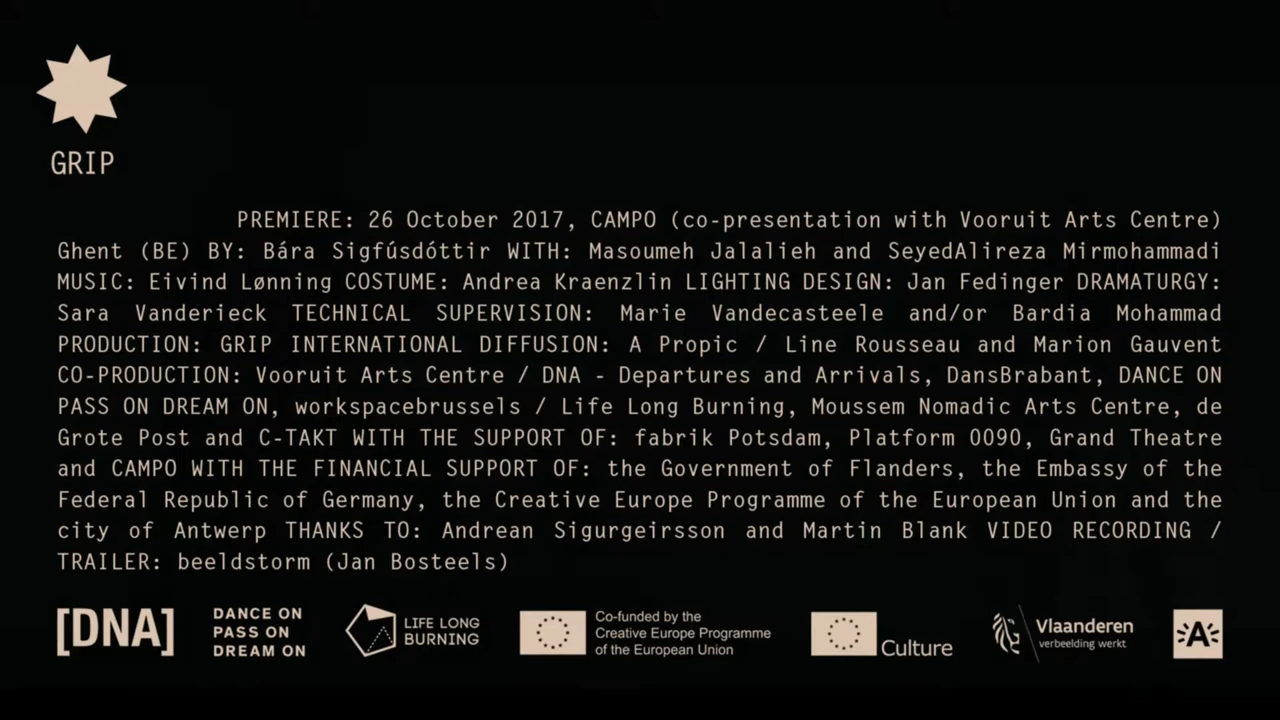 GRIP
PREMIERE: 26 October 2017, CAMPO (co-presentation with Vooruit Arts Centre)
Ghent (BE) BY: Bára Sigfúsdóttir WITH: Masoumeh Jalalieh and SeyedAlireza Mirmohammadi
MUSIC: Eivind Lønning COSTUME: Andrea Kraenzlin LIGHTING DESIGN: Jan Fedinger DRAMATURGY:
Sara Vanderieck TECHNICAL SUPERVISION: Marie Vandecasteele and/or Bardia Mohammad
PRODUCTION: GRIP INTERNATIONAL DIFFUSION: A Propic / Line Rousseau and Marion Gauvent
CO-PRODUCTION: Vooruit Arts Centre / DNA - Departures and Arrivals, DansBrabant, DANCE ON
PASS ON DREAM ON, workspacebrussels / Life Long Burning, Moussem Nomadic Arts Centre, de
Grote Post and C-TAKT WITH THE SUPPORT OF: fabrik Potsdam, Platform 0090, Grand Theatre
and CAMPO WITH THE FINANCIAL SUPPORT OF: the Government of Flanders, the Embassy of the
Federal Republic of Germany, the Creative Europe Programme of the European Union and the
city of Antwerp THANKS TO: Andrean Sigurgeirsson and Martin Blank VIDEO RECORDING /
TRAILER: beeldstorm (Jan Bosteels)
[DNA]
DANCE ON
PASS ON
DREAM ON
LIFE LONG
BURNING
Co-funded by the
Creative Europe Programme
of the European Union
Culture
Vlaanderen
verbeelding werkt
A